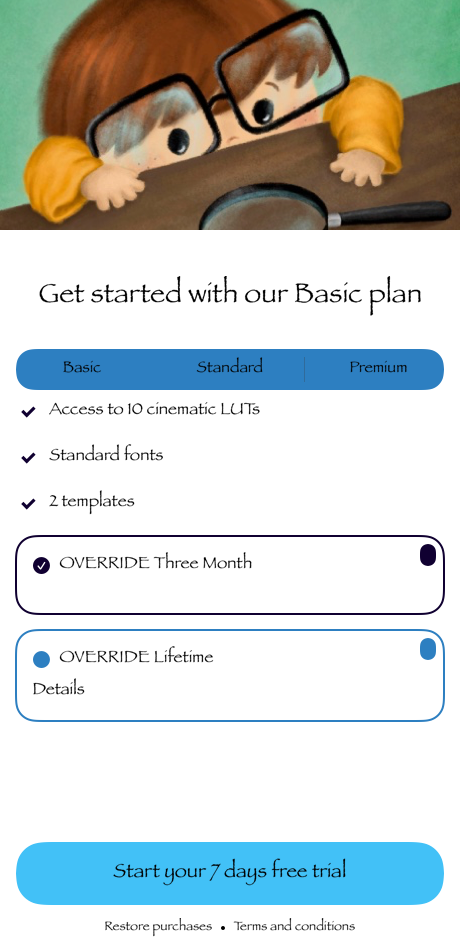 Get started with our Basic plan
Basic Standard Premium
Access to 10 cinematic LUTs
Standard fonts
2 templates
OVERRIDE Three Month
OVERRIDE Lifetime
Details
Start your 7 days free trial
Restore purchases • Terms and conditions